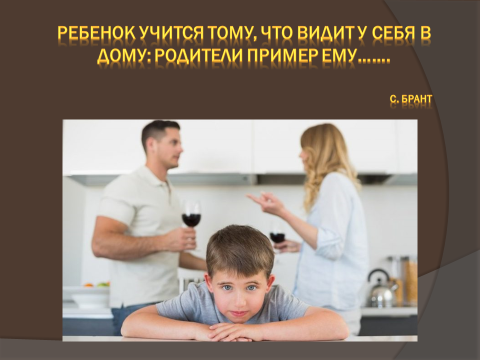 РЕБЕНОК УЧИТСЯ ТОМУ, ЧТО ВИДИТ У СЕБЯ В
ДОМУ: РОДИТЕЛИ ПРИМЕР ЕМУ…….
С. БРАНТ